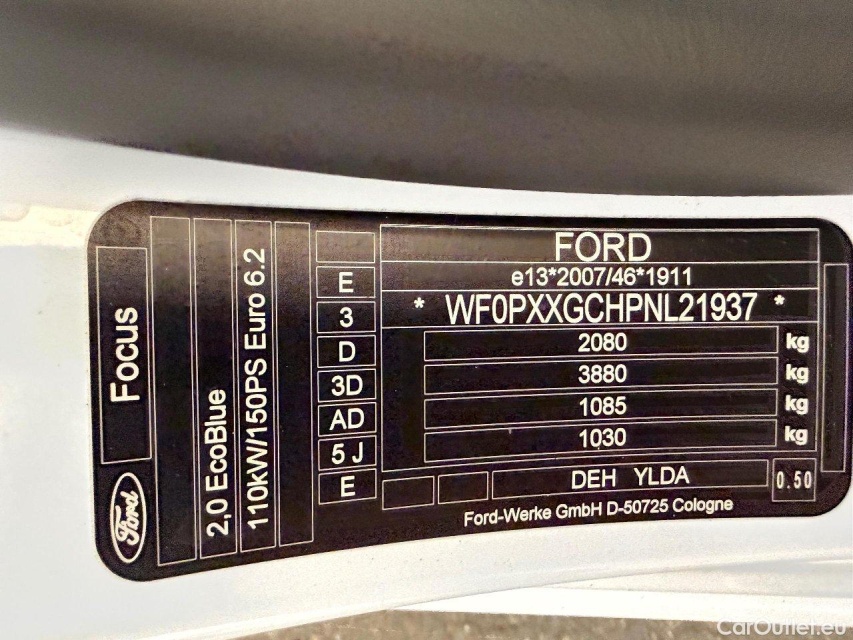 Focus
Ford
2,0 EcoBlue
110kW/150PS Euro 6.2
E
3
D
3D
AD
5 J
E
FORD
e13*2007/46*1911
* WF0PXXGCHPNL21937 *
2080 kg
3880 kg
1085 kg
1030 kg
DEH YLDA
0.50
Ford-Werke GmbH D-50725 Cologne
CarOutlet.eu